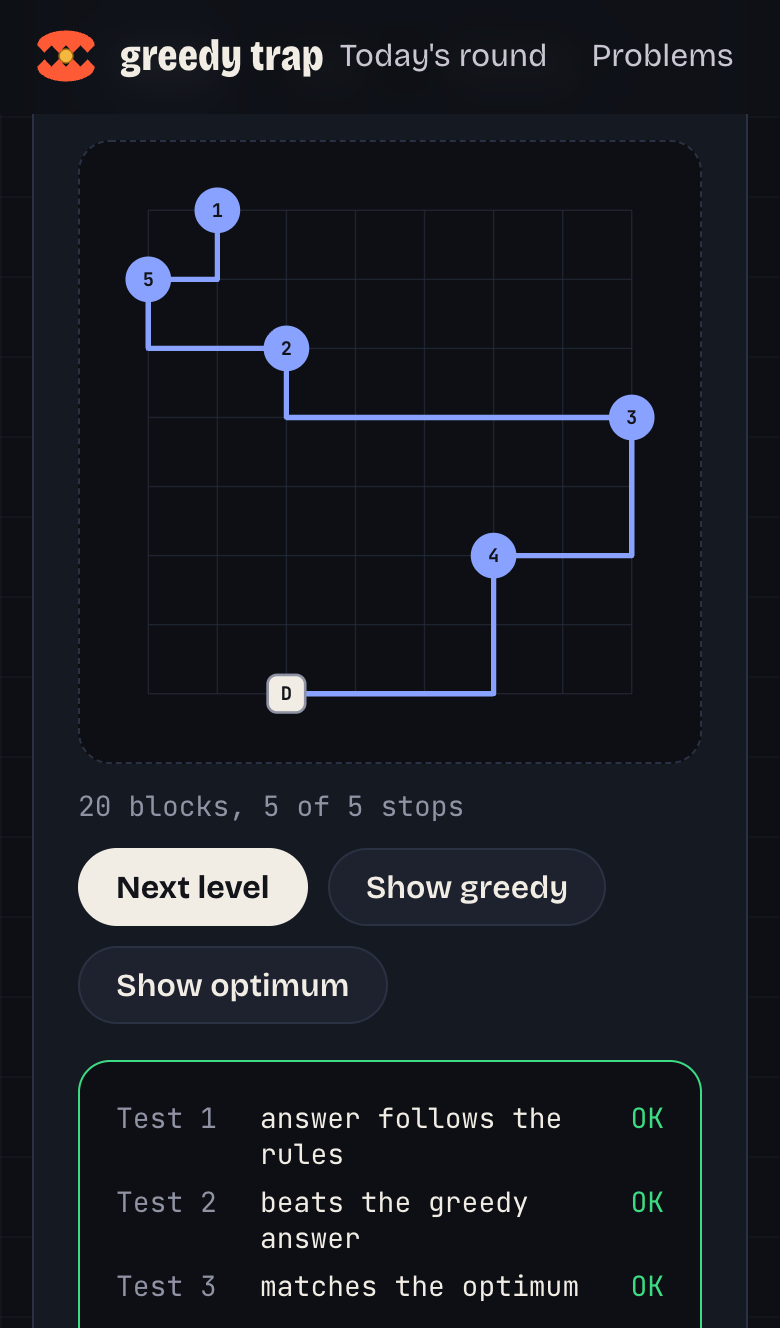 greedy trap Today's round Problems
1
5
2
3
4
D
20 blocks, 5 of 5 stops
Next level Show greedy
Show optimum
Test 1 answer follows the OK
rules
Test 2 beats the greedy OK
answer
Test 3 matches the optimum OK